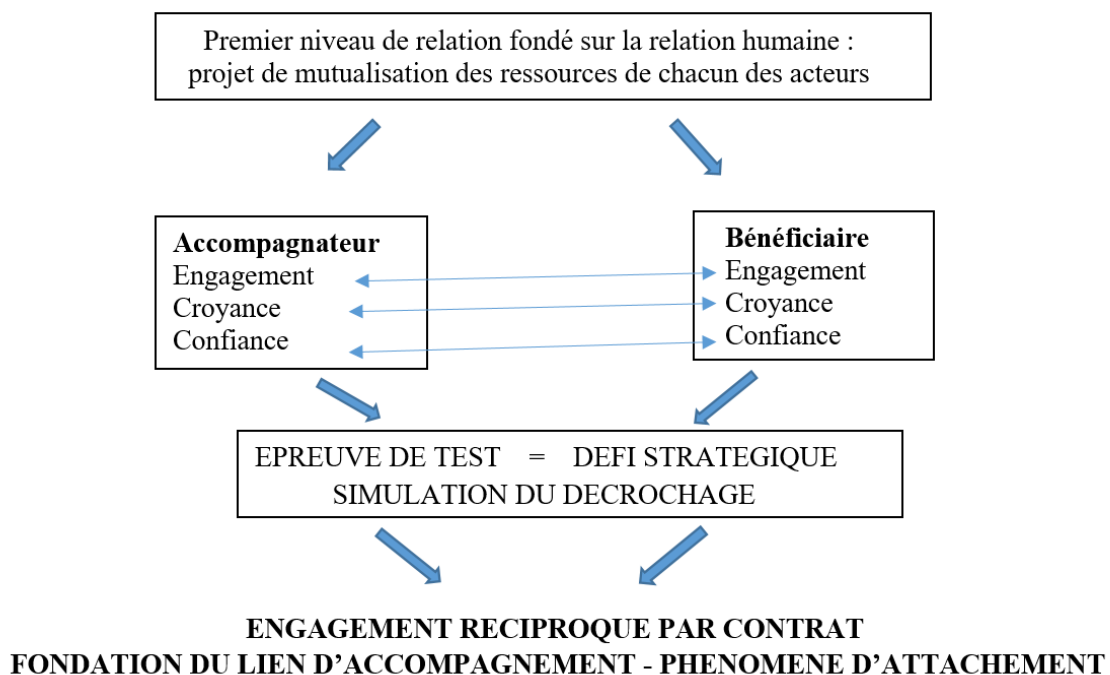 Premier niveau de relation fondé sur la relation humaine :
projet de mutualisation des ressources de chacun des acteurs
Accompagnateur
Engagement
Croyance
Confiance
Bénéficiaire
Engagement
Croyance
Confiance
EPREUVE DE TEST = DEFI STRATEGIQUE
SIMULATION DU DECROCHAGE
ENGAGEMENT RECIPROQUE PAR CONTRAT
FONDATION DU LIEN D’ACCOMPAGNEMENT - PHENOMENE D’ATTACHEMENT